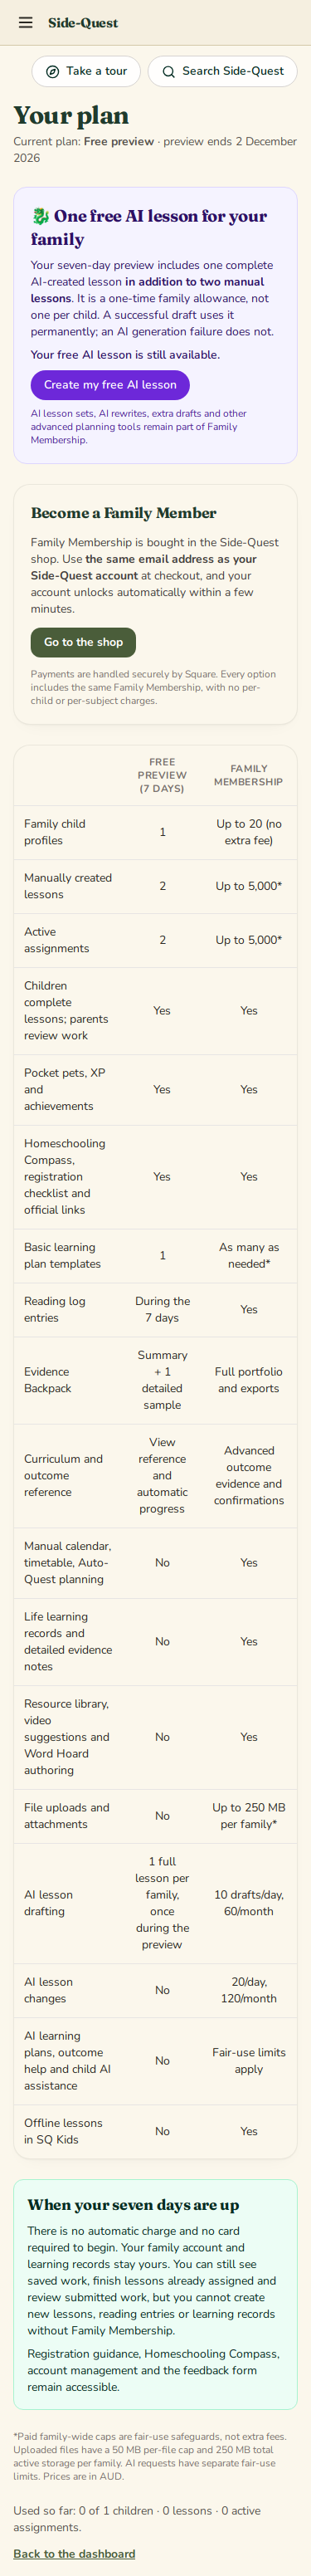 Side-Quest
Take a tour
Search Side-Quest
Your plan
Current plan: Free preview · preview ends 2 December
2026
🐉 One free AI lesson for your
family
Your seven-day preview includes one complete
AI-created lesson in addition to two manual
lessons. It is a one-time family allowance, not
one per child. A successful draft uses it
permanently; an AI generation failure does not.
Your free AI lesson is still available.
Create my free AI lesson
AI lesson sets, AI rewrites, extra drafts and other
advanced planning tools remain part of Family
Membership.
Become a Family Member
Family Membership is bought in the Side-Quest
shop. Use the same email address as your
Side-Quest account at checkout, and your
account unlocks automatically within a few
minutes.
Go to the shop
Payments are handled securely by Square. Every option
includes the same Family Membership, with no per-
child or per-subject charges.
FREE
PREVIEW
(7 DAYS)
FAMILY
MEMBERSHIP
Family child
profiles
1
Up to 20 (no
extra fee)
Manually created
lessons
2
Up to 5,000*
Active
assignments
2
Up to 5,000*
Children
complete
lessons; parents
review work
Yes
Yes
Pocket pets, XP
and
achievements
Yes
Yes
Homeschooling
Compass,
registration
checklist and
official links
Yes
Yes
Basic learning
plan templates
1
As many as
needed*
Reading log
entries
During the
7 days
Yes
Evidence
Backpack
Summary
+ 1
detailed
sample
Full portfolio
and exports
Curriculum and
outcome
reference
View
reference
and
automatic
progress
Advanced
outcome
evidence and
confirmations
Manual calendar,
timetable, Auto-
Quest planning
No
Yes
Life learning
records and
detailed evidence
notes
No
Yes
Resource library,
video
suggestions and
Word Hoard
authoring
No
Yes
File uploads and
attachments
No
Up to 250 MB
per family*
AI lesson
drafting
1 full
lesson per
family,
once
during the
preview
10 drafts/day,
60/month
AI lesson
changes
No
20/day,
120/month
AI learning
plans, outcome
help and child AI
assistance
No
Fair-use limits
apply
Offline lessons
in SQ Kids
No
Yes
When your seven days are up
There is no automatic charge and no card
required to begin. Your family account and
learning records stay yours. You can still see
saved work, finish lessons already assigned and
review submitted work, but you cannot create
new lessons, reading entries or learning records
without Family Membership.
Registration guidance, Homeschooling Compass,
account management and the feedback form
remain accessible.
*Paid family-wide caps are fair-use safeguards, not extra fees.
Uploaded files have a 50 MB per-file cap and 250 MB total
active storage per family. AI requests have separate fair-use
limits. Prices are in AUD.
Used so far: 0 of 1 children · 0 lessons · 0 active
assignments.
Back to the dashboard